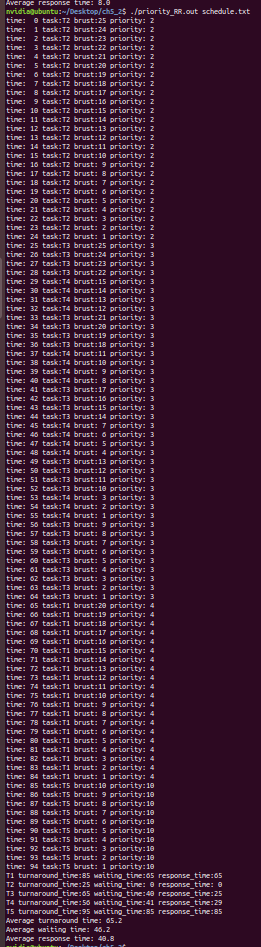 Average response time: 8.0
nvidia@ubuntu:~/Desktop/ch5_2$ ./priority_RR.out schedule.txt
time:  0 task:T2 brust:25 priority: 2
time:  1 task:T2 brust:24 priority: 2
time:  2 task:T2 brust:23 priority: 2
time:  3 task:T2 brust:22 priority: 2
time:  4 task:T2 brust:21 priority: 2
time:  5 task:T2 brust:20 priority: 2
time:  6 task:T2 brust:19 priority: 2
time:  7 task:T2 brust:18 priority: 2
time:  8 task:T2 brust:17 priority: 2
time:  9 task:T2 brust:16 priority: 2
time: 10 task:T2 brust:15 priority: 2
time: 11 task:T2 brust:14 priority: 2
time: 12 task:T2 brust:13 priority: 2
time: 13 task:T2 brust:12 priority: 2
time: 14 task:T2 brust:11 priority: 2
time: 15 task:T2 brust:10 priority: 2
time: 16 task:T2 brust: 9 priority: 2
time: 17 task:T2 brust: 8 priority: 2
time: 18 task:T2 brust: 7 priority: 2
time: 19 task:T2 brust: 6 priority: 2
time: 20 task:T2 brust: 5 priority: 2
time: 21 task:T2 brust: 4 priority: 2
time: 22 task:T2 brust: 3 priority: 2
time: 23 task:T2 brust: 2 priority: 2
time: 24 task:T2 brust: 1 priority: 2
time: 25 task:T3 brust:25 priority: 3
time: 26 task:T3 brust:24 priority: 3
time: 27 task:T3 brust:23 priority: 3
time: 28 task:T3 brust:22 priority: 3
time: 29 task:T4 brust:15 priority: 3
time: 30 task:T4 brust:14 priority: 3
time: 31 task:T4 brust:13 priority: 3
time: 32 task:T4 brust:12 priority: 3
time: 33 task:T3 brust:21 priority: 3
time: 34 task:T3 brust:20 priority: 3
time: 35 task:T3 brust:19 priority: 3
time: 36 task:T3 brust:18 priority: 3
time: 37 task:T4 brust:11 priority: 3
time: 38 task:T4 brust:10 priority: 3
time: 39 task:T4 brust: 9 priority: 3
time: 40 task:T4 brust: 8 priority: 3
time: 41 task:T3 brust:17 priority: 3
time: 42 task:T3 brust:16 priority: 3
time: 43 task:T3 brust:15 priority: 3
time: 44 task:T3 brust:14 priority: 3
time: 45 task:T4 brust: 7 priority: 3
time: 46 task:T4 brust: 6 priority: 3
time: 47 task:T4 brust: 5 priority: 3
time: 48 task:T4 brust: 4 priority: 3
time: 49 task:T3 brust:13 priority: 3
time: 50 task:T3 brust:12 priority: 3
time: 51 task:T3 brust:11 priority: 3
time: 52 task:T3 brust:10 priority: 3
time: 53 task:T4 brust: 3 priority: 3
time: 54 task:T4 brust: 2 priority: 3
time: 55 task:T4 brust: 1 priority: 3
time: 56 task:T3 brust: 9 priority: 3
time: 57 task:T3 brust: 8 priority: 3
time: 58 task:T3 brust: 7 priority: 3
time: 59 task:T3 brust: 6 priority: 3
time: 60 task:T3 brust: 5 priority: 3
time: 61 task:T3 brust: 4 priority: 3
time: 62 task:T3 brust: 3 priority: 3
time: 63 task:T3 brust: 2 priority: 3
time: 64 task:T3 brust: 1 priority: 3
time: 65 task:T1 brust:20 priority: 4
time: 66 task:T1 brust:19 priority: 4
time: 67 task:T1 brust:18 priority: 4
time: 68 task:T1 brust:17 priority: 4
time: 69 task:T1 brust:16 priority: 4
time: 70 task:T1 brust:15 priority: 4
time: 71 task:T1 brust:14 priority: 4
time: 72 task:T1 brust:13 priority: 4
time: 73 task:T1 brust:12 priority: 4
time: 74 task:T1 brust:11 priority: 4
time: 75 task:T1 brust:10 priority: 4
time: 76 task:T1 brust: 9 priority: 4
time: 77 task:T1 brust: 8 priority: 4
time: 78 task:T1 brust: 7 priority: 4
time: 79 task:T1 brust: 6 priority: 4
time: 80 task:T1 brust: 5 priority: 4
time: 81 task:T1 brust: 4 priority: 4
time: 82 task:T1 brust: 3 priority: 4
time: 83 task:T1 brust: 2 priority: 4
time: 84 task:T1 brust: 1 priority: 4
time: 85 task:T5 brust:10 priority:10
time: 86 task:T5 brust: 9 priority:10
time: 87 task:T5 brust: 8 priority:10
time: 88 task:T5 brust: 7 priority:10
time: 89 task:T5 brust: 6 priority:10
time: 90 task:T5 brust: 5 priority:10
time: 91 task:T5 brust: 4 priority:10
time: 92 task:T5 brust: 3 priority:10
time: 93 task:T5 brust: 2 priority:10
time: 94 task:T5 brust: 1 priority:10
T1 turnaround_time:85 waiting_time:65 response_time:65
T2 turnaround_time:25 waiting_time: 0 response_time: 0
T3 turnaround_time:65 waiting_time:40 response_time:25
T4 turnaround_time:56 waiting_time:41 response_time:29
T5 turnaround_time:95 waiting_time:85 response_time:85
Average turnaround time: 65.2
Average waiting time: 46.2
Average response time: 40.8